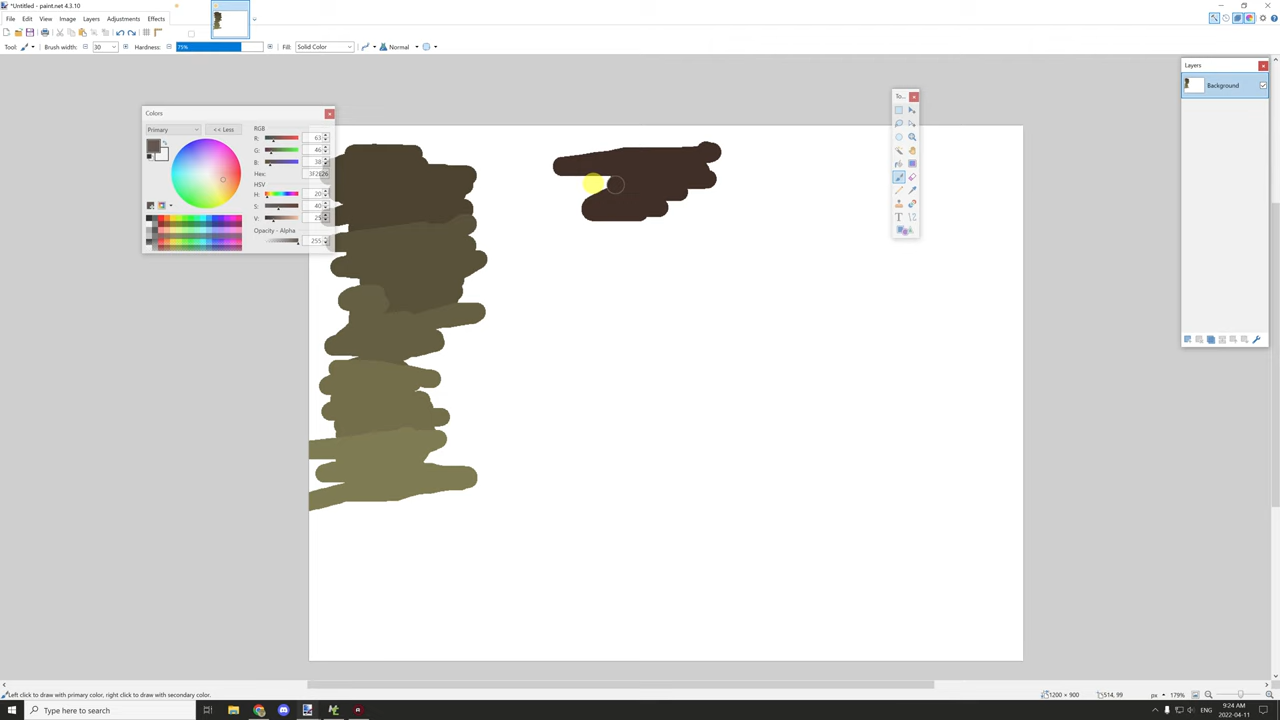 *Untitled - paint.net 4.3.10
File Edit View Image Layers Adjustments Effects
Tool: Brush width: 30 Hardness: 75% Fill: Solid Color Normal
Layers
Background
To...
Colors
Primary << Less
RGB
R: 63
G: 46
B: 38
Hex: 3F2E26
HSV
H: 20
S: 40
V: 25
Opacity - Alpha
255
Left click to draw with primary color, right click to draw with secondary color.
1200 × 900 514, 99 px 179%
Type here to search
ENG
9:24 AM
2022-04-11